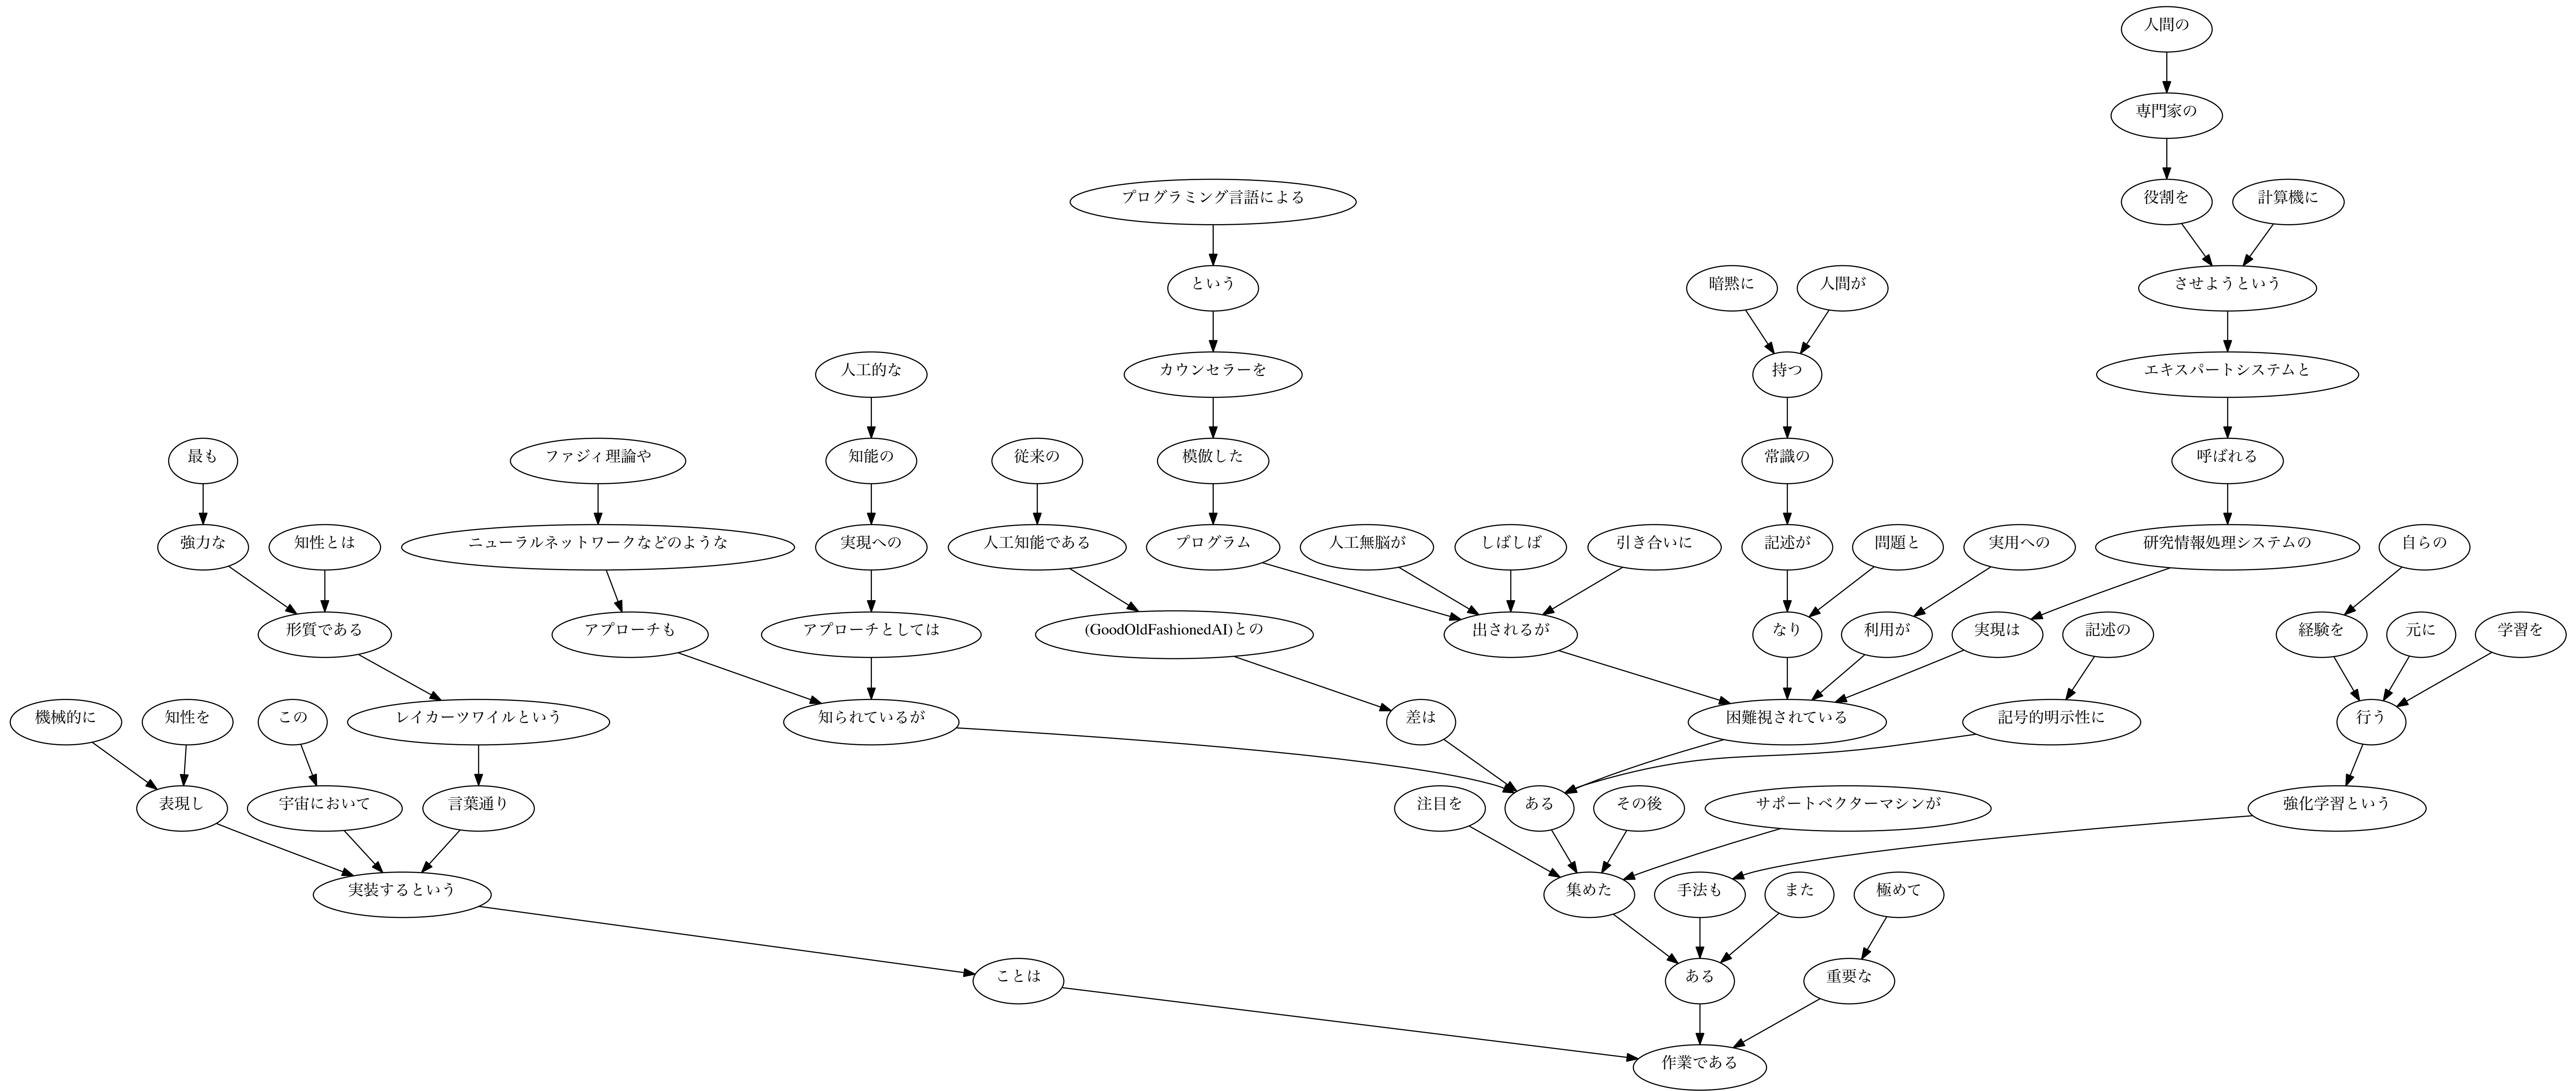 人間の
専門家の
プログラミング言語による
役割を
計算機に
という
暗黙に
人間が
させようという
人工的な
カウンセラーを
持つ
エキスパートシステムと
最も
ファジィ理論や
知能の
従来の
模倣した
常識の
呼ばれる
強力な
知性とは
ニューラルネットワークなどのような
実現への
人工知能である
プログラム
人工無脳が
しばしば
引き合いに
記述が
問題と
実用への
研究情報処理システムの
自らの
形質である
アプローチも
アプローチとしては
(GoodOldFashionedAI)との
出されるが
なり
利用が
実現は
記述の
経験を
元に
学習を
機械的に
知性を
この
レイカーツワイルという
知られているが
差は
困難視されている
記号的明示性に
行う
表現し
宇宙において
言葉通り
注目を
ある
その後
サポートベクターマシンが
強化学習という
実装するという
集めた
手法も
また
極めて
ことは
ある
重要な
作業である